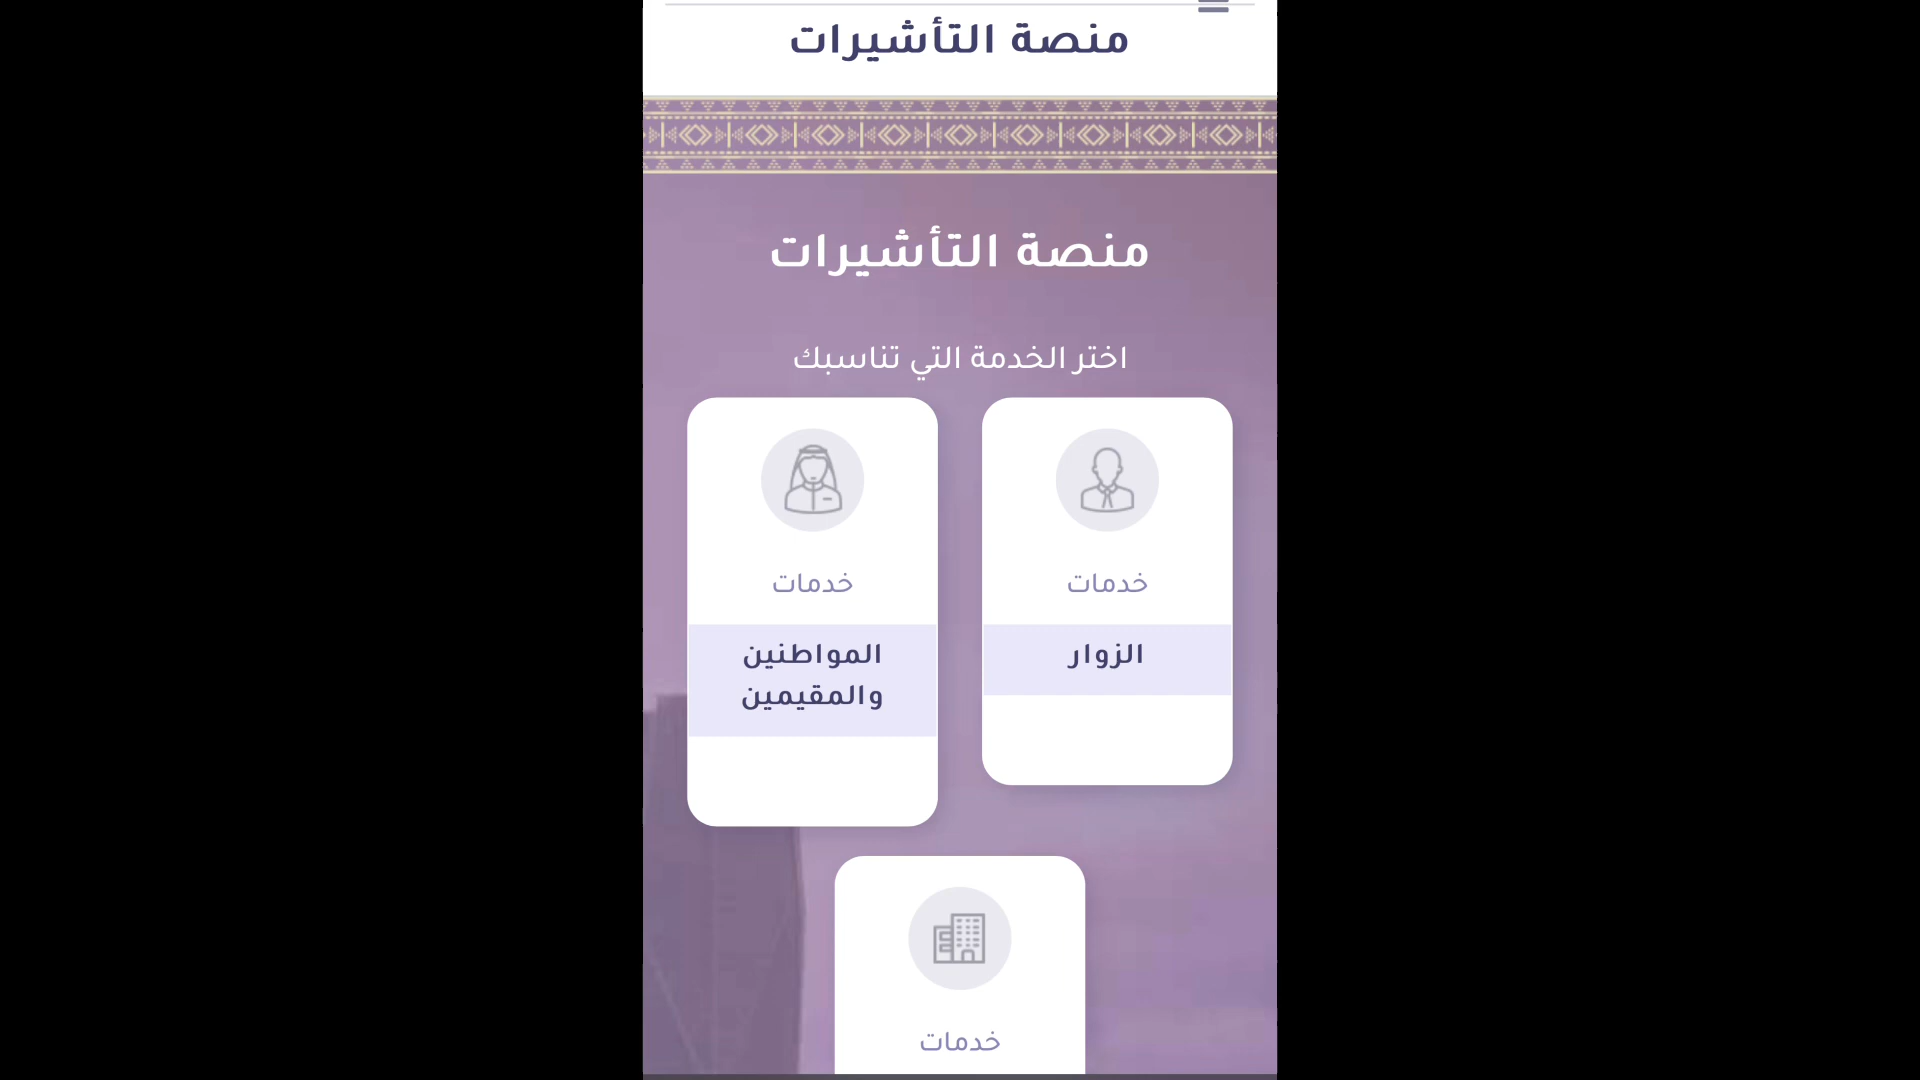 منصة التأشيرات
منصة التأشيرات
اختر الخدمة التي تناسبك
خدمات
الزوار
خدمات
المواطنين
والمقيمين
خدمات